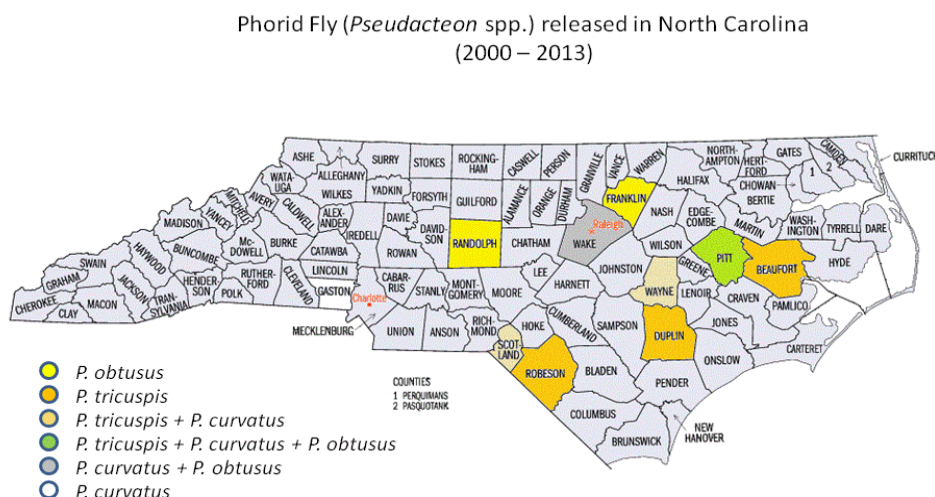 Phorid Fly (Pseudacteon spp.) released in North Carolina
(2000 – 2013)
ASHE
ALLEGHANY
SURRY
STOKES
ROCKING-
HAM
CASWELL
PERSON
GRANVILLE
VANCE
WARREN
NORTH-
AMPTON
HERT-
FORD
GATES
CAMDEN
CURRITUCK
WATA-
UGA
WILKES
YADKIN
FORSYTH
GUILFORD
ALAMANCE
ORANGE
DURHAM
FRANKLIN
HALIFAX
CHOWAN
BERTIE
1
2
MITCHELL
AVERY
CALDWELL
ALEX-
ANDER
IREDELL
DAVIE
DAVID-
SON
RANDOLPH
CHATHAM
Raleigh
WAKE
NASH
EDGE-
COMBE
MARTIN
WASH-
INGTON
TYRRELL
DARE
MADISON
YANCEY
Mc-
DOWELL
BURKE
CATAWBA
ROWAN
WILSON
PITT
BEAUFORT
HYDE
SWAIN
HAYWOOD
BUNCOMBE
LINCOLN
CABAR-
RUS
STANLY
MONT-
GOMERY
MOORE
LEE
HARNETT
JOHNSTON
WAYNE
GREENE
LENOIR
CRAVEN
PAMLICO
GRAHAM
CHEROKEE
CLAY
MACON
JACKSON
TRAN-
SYLVANIA
HENDER-
SON
POLK
RUTHER-
FORD
CLEVELAND
GASTON
Charlotte
MECKLENBURG
UNION
ANSON
RICH-
MOND
SCOT-
LAND
HOKE
CUMBERLAND
SAMPSON
DUPLIN
JONES
CARTERET
ONSLOW
ROBESON
BLADEN
PENDER
COLUMBUS
NEW
HANOVER
BRUNSWICK
COUNTIES
1 PERQUIMANS
2 PASQUOTANK
P. obtusus
P. tricuspis
P. tricuspis + P. curvatus
P. tricuspis + P. curvatus + P. obtusus
P. curvatus + P. obtusus
P. curvatus